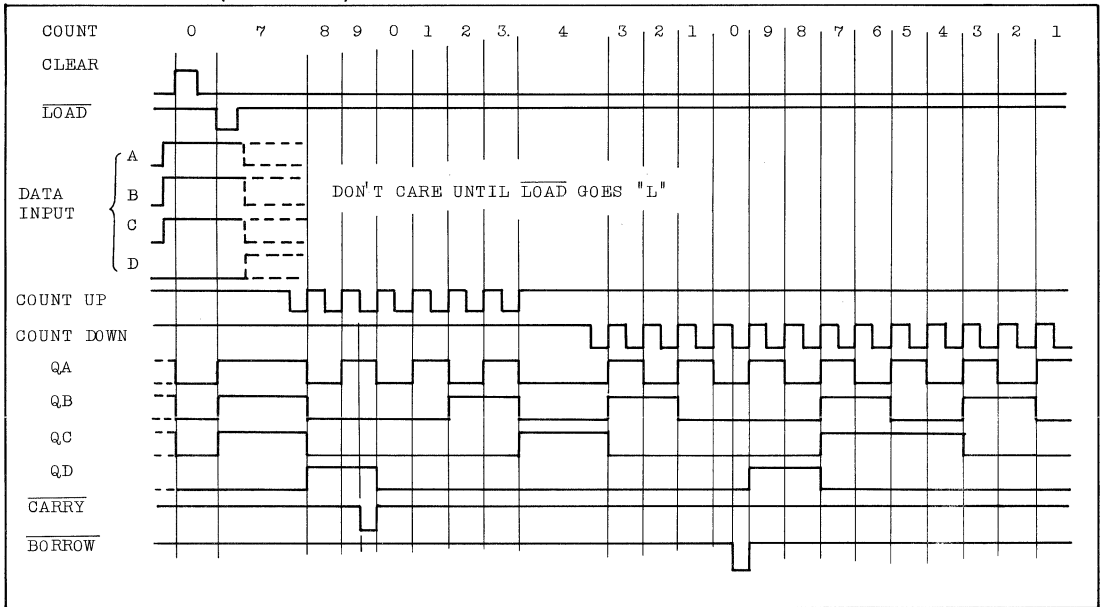 COUNT 0 7 8 9 0 1 2 3. 4 3 2 1 0 9 8 7 6 5 4 3 2 1
CLEAR
LOAD
A
B
DATA
INPUT
C
D
DON'T CARE UNTIL LOAD GOES "L"
COUNT UP
COUNT DOWN
QA
QB
QC
QD
CARRY
BORROW